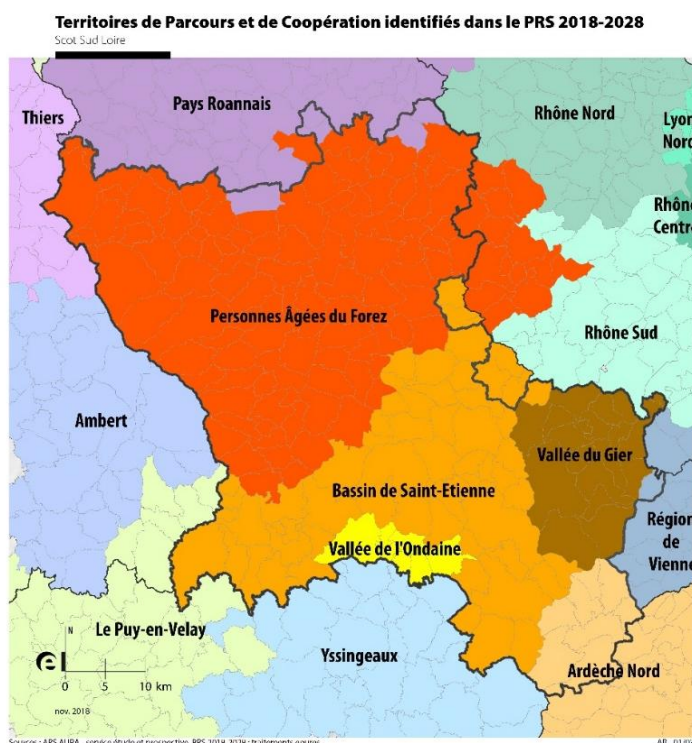 Territoires de Parcours et de Coopération identifiés dans le PRS 2018-2028
Scot Sud Loire
Thiers
Pays Roannais
Rhône Nord
Lyon
Nord
Rhône
Centre
Personnes Âgées du Forez
Rhône Sud
Ambert
Vallée du Gier
Bassin de Saint-Etienne
Région
de
Vienne
Vallée de l'Ondaine
Le Puy-en-Velay
Yssingeaux
Ardèche Nord
N
0 5 10 km
nov. 2018